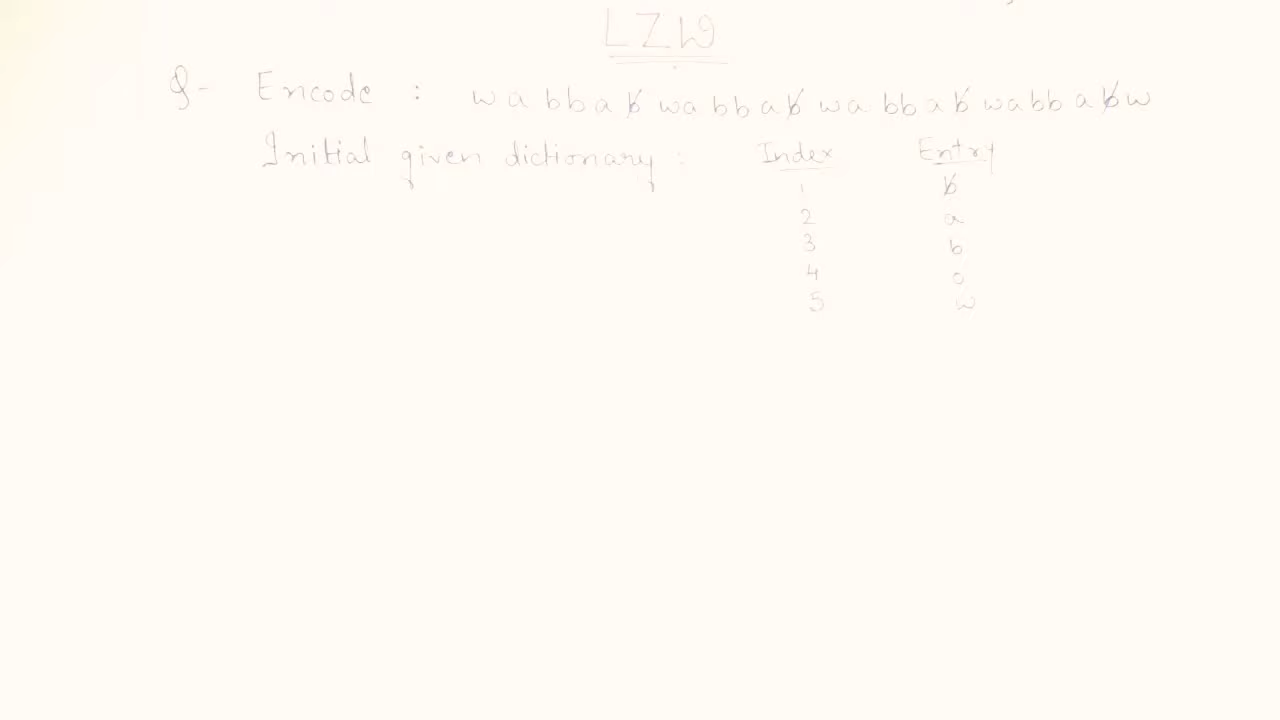 LZW
Q- Encode : w a b b a ƀ w a b b a ƀ w a b b a ƀ w a b b a ƀ w
Initial given dictionary : Index Entry
1 ƀ
2 a
3 b
4 o
5 w